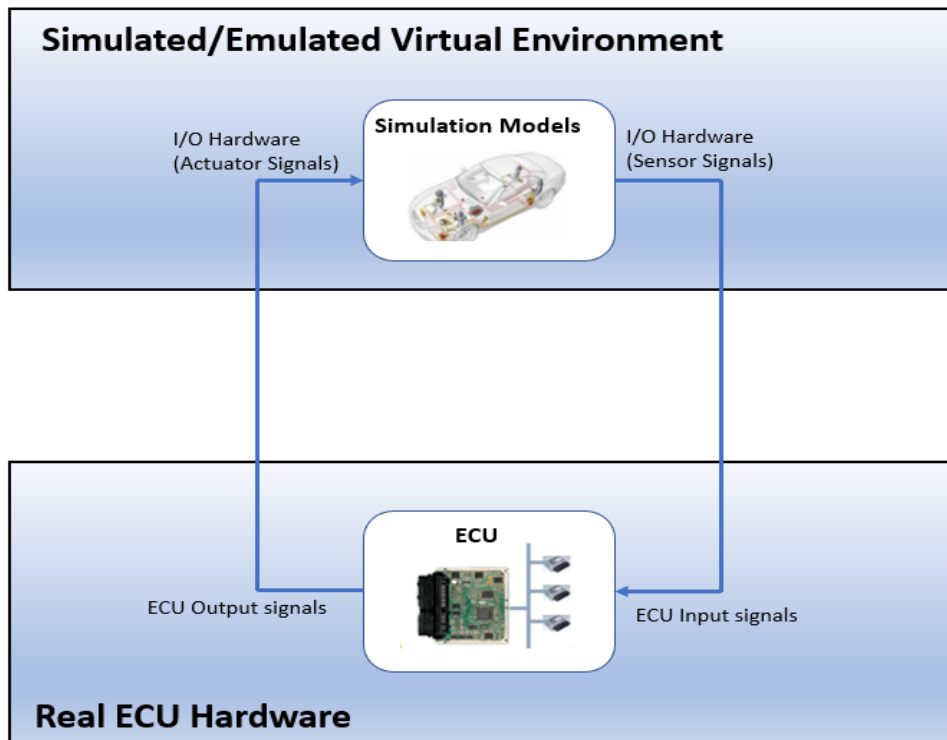 Simulated/Emulated Virtual Environment
I/O Hardware
(Actuator Signals)
Simulation Models
I/O Hardware
(Sensor Signals)
ECU
ECU Output signals
ECU Input signals
Real ECU Hardware